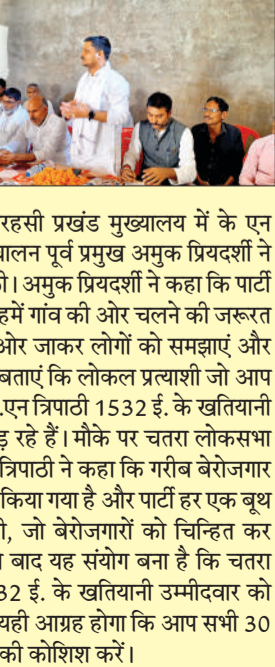 रहसी प्रखंड मुख्यालय में के एन
ालन पूर्व प्रमुख अमुक प्रियदर्शी ने
ी। अमुक प्रियदर्शी ने कहा कि पार्टी
हमें गांव की ओर चलने की जरूरत
ओर जाकर लोगों को समझाएं और
बताएं कि लोकल प्रत्याशी जो आप
.एन त्रिपाठी 1532 ई. के खतियानी
ड़ रहे हैं। मौके पर चतरा लोकसभा
त्रिपाठी ने कहा कि गरीब बेरोजगार
किया गया है और पार्टी हर एक बूथ
ी, जो बेरोजगारों को चिन्हित कर
बाद यह संयोग बना है कि चतरा
32 ई. के खतियानी उम्मीदवार को
यही आग्रह होगा कि आप सभी 30
की कोशिश करें।